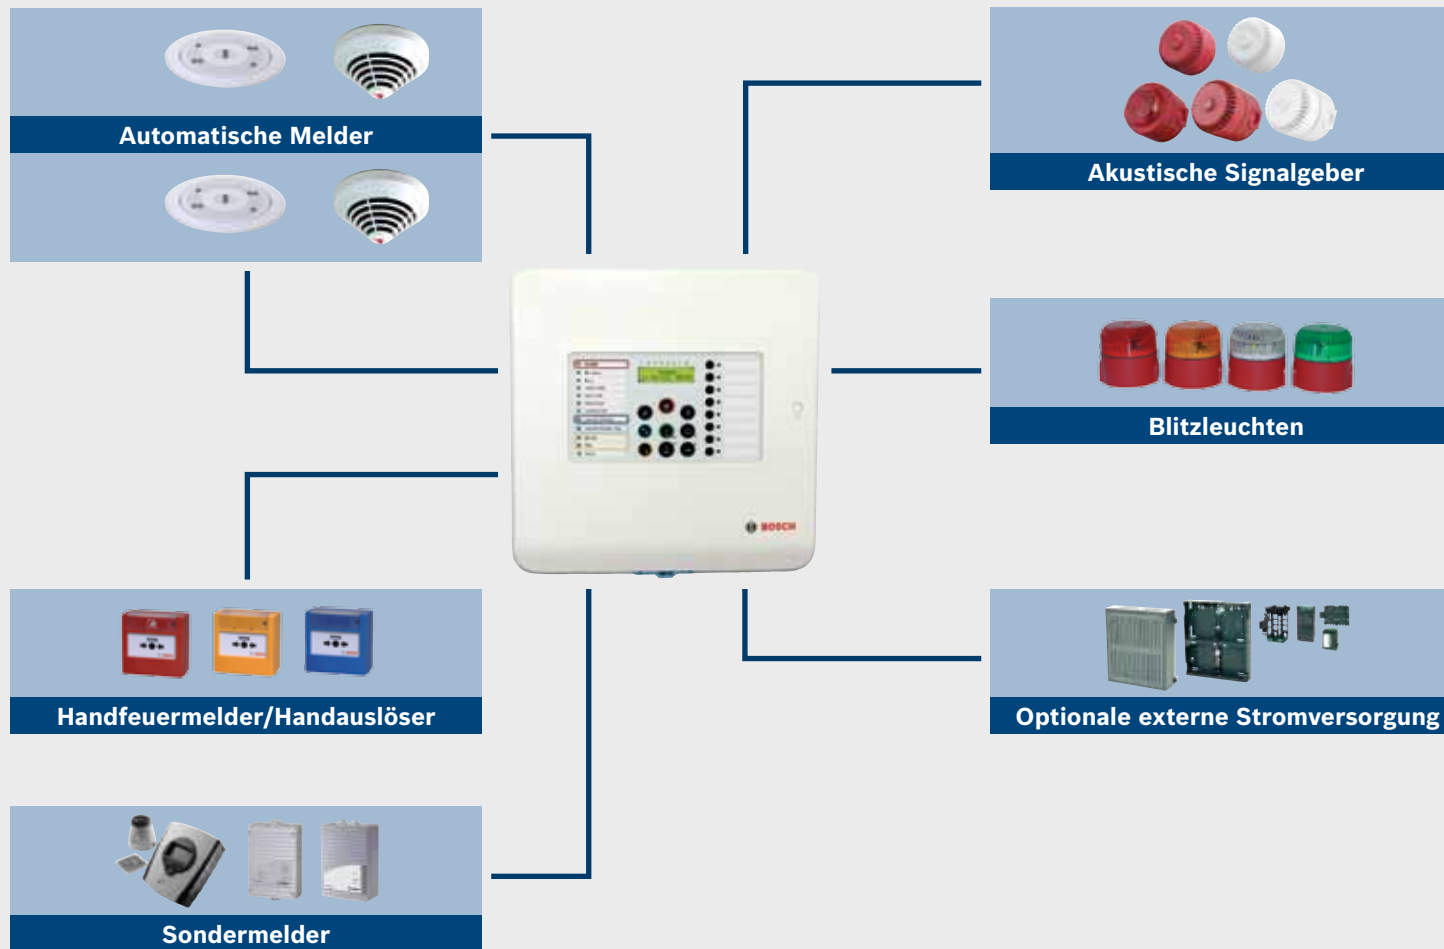 Automatische Melder
Akustische Signalgeber
Blitzleuchten
BOSCH
Handfeuermelder/Handauslöser
Optionale externe Stromversorgung
Sondermelder